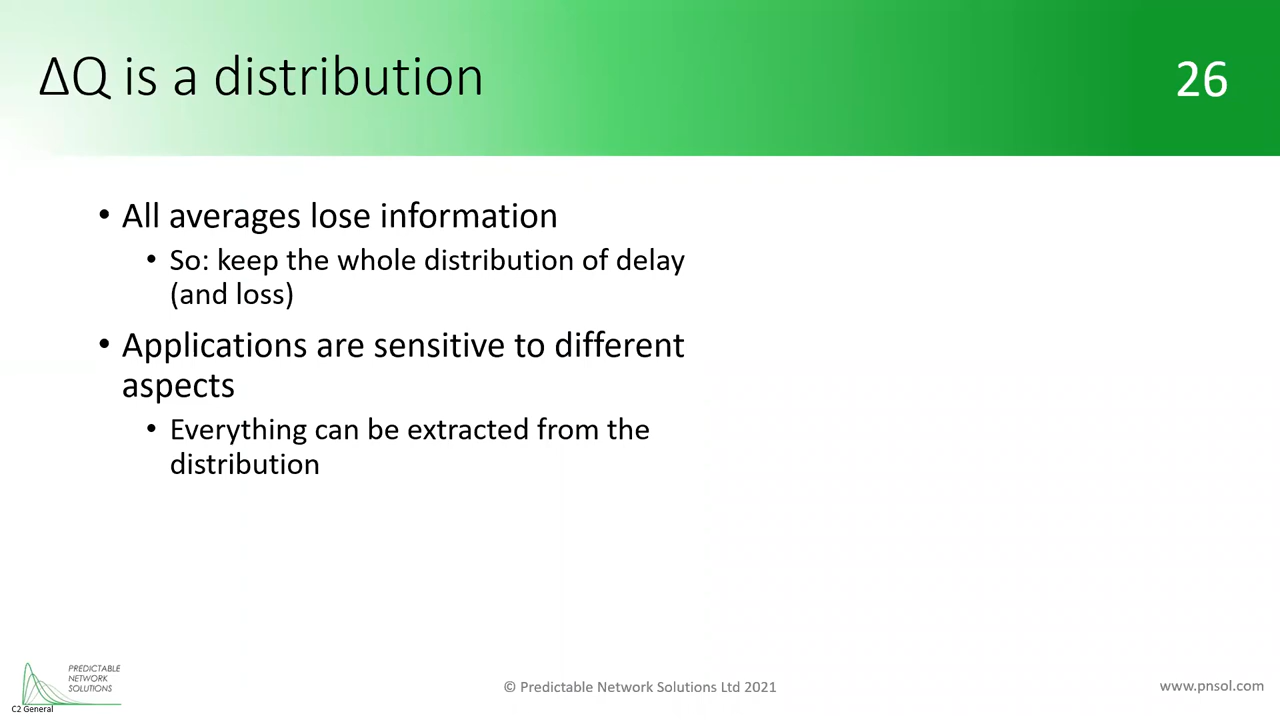 ΔQ is a distribution
26
• All averages lose information
• So: keep the whole distribution of delay
(and loss)
• Applications are sensitive to different
aspects
• Everything can be extracted from the
distribution
PREDICTABLE
NETWORK
SOLUTIONS
C2 General
© Predictable Network Solutions Ltd 2021
www.pnsol.com